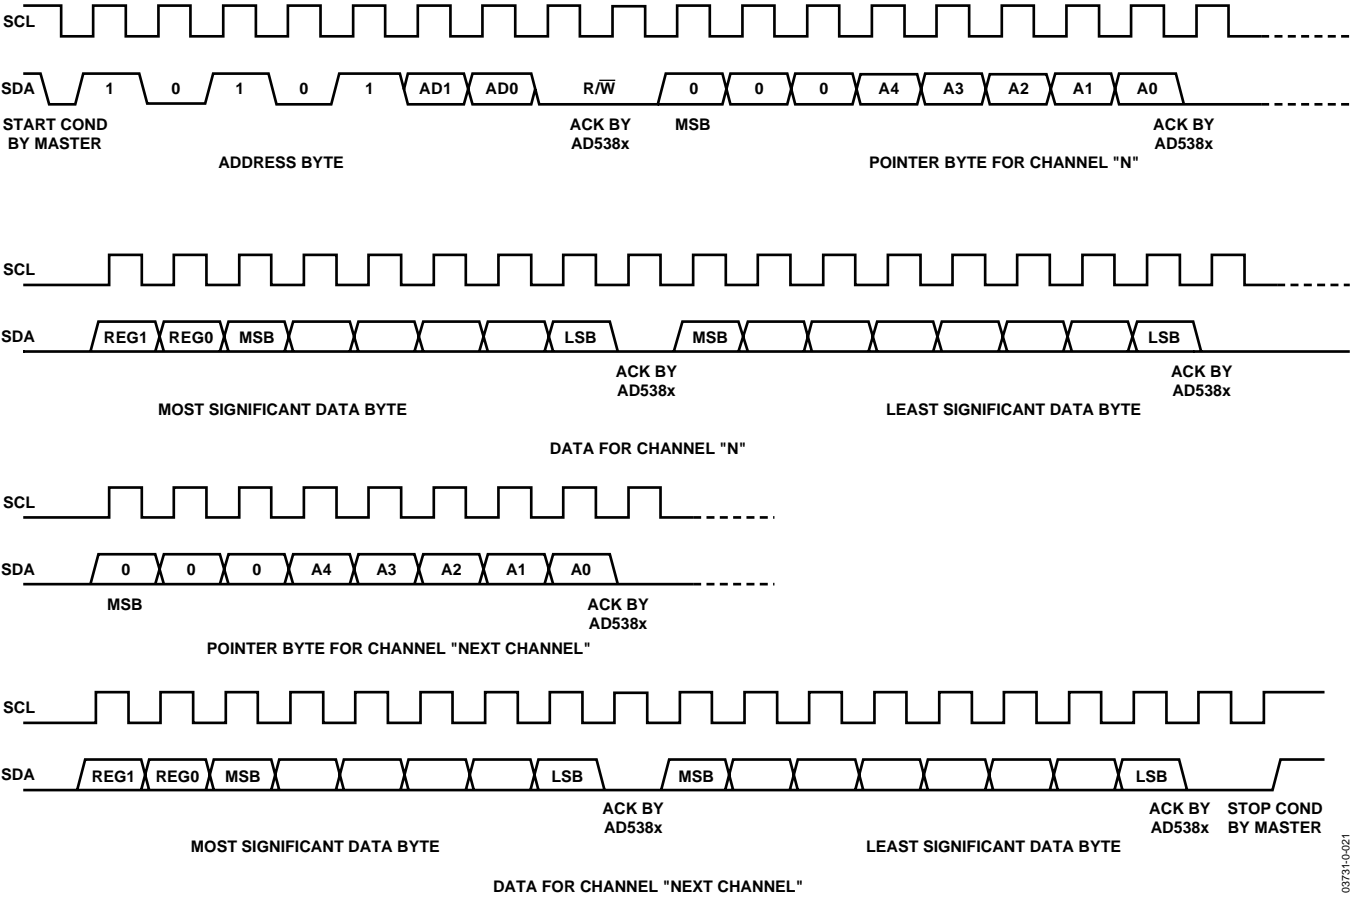 SCL
SDA 1 0 1 0 1 AD1 AD0 R/W̅ 0 0 0 A4 A3 A2 A1 A0
START COND
BY MASTER
ACK BY
AD538x
MSB
ACK BY
AD538x
ADDRESS BYTE
POINTER BYTE FOR CHANNEL "N"
SCL
SDA REG1 REG0 MSB LSB MSB LSB
ACK BY
AD538x
ACK BY
AD538x
MOST SIGNIFICANT DATA BYTE
LEAST SIGNIFICANT DATA BYTE
DATA FOR CHANNEL "N"
SCL
SDA 0 0 0 A4 A3 A2 A1 A0
MSB
ACK BY
AD538x
POINTER BYTE FOR CHANNEL "NEXT CHANNEL"
SCL
SDA REG1 REG0 MSB LSB MSB LSB
ACK BY
AD538x
ACK BY
AD538x
STOP COND
BY MASTER
MOST SIGNIFICANT DATA BYTE
LEAST SIGNIFICANT DATA BYTE
DATA FOR CHANNEL "NEXT CHANNEL"
03731-0-021